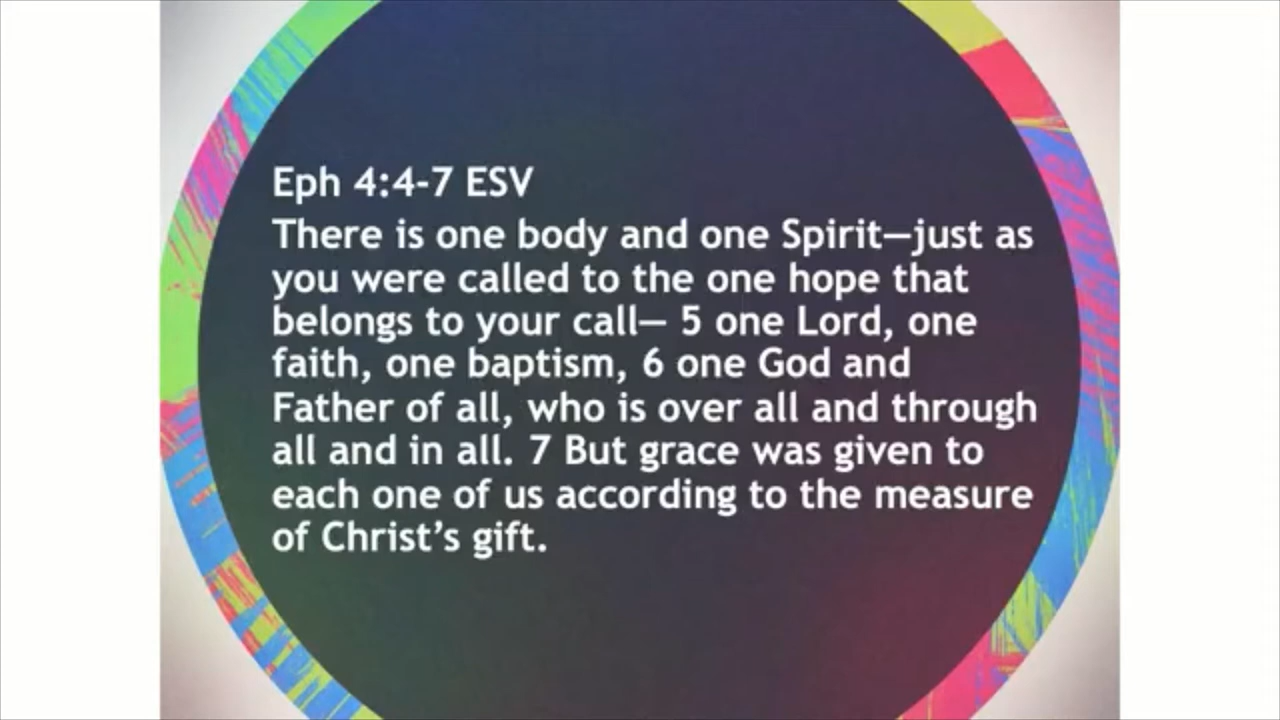 Eph 4:4-7 ESV
There is one body and one Spirit—just as
you were called to the one hope that
belongs to your call— 5 one Lord, one
faith, one baptism, 6 one God and
Father of all, who is over all and through
all and in all. 7 But grace was given to
each one of us according to the measure
of Christ’s gift.